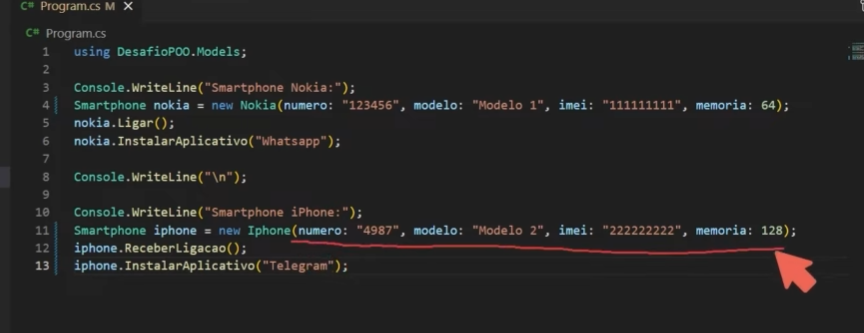 C# Program.cs M ×
C# Program.cs
1 using DesafioPOO.Models;
2
3 Console.WriteLine("Smartphone Nokia:");
4 Smartphone nokia = new Nokia(numero: "123456", modelo: "Modelo 1", imei: "111111111", memoria: 64);
5 nokia.Ligar();
6 nokia.InstalarAplicativo("Whatsapp");
7
8 Console.WriteLine("\n");
9
10 Console.WriteLine("Smartphone iPhone:");
11 Smartphone iphone = new Iphone(numero: "4987", modelo: "Modelo 2", imei: "222222222", memoria: 128);
12 iphone.ReceberLigacao();
13 iphone.InstalarAplicativo("Telegram");